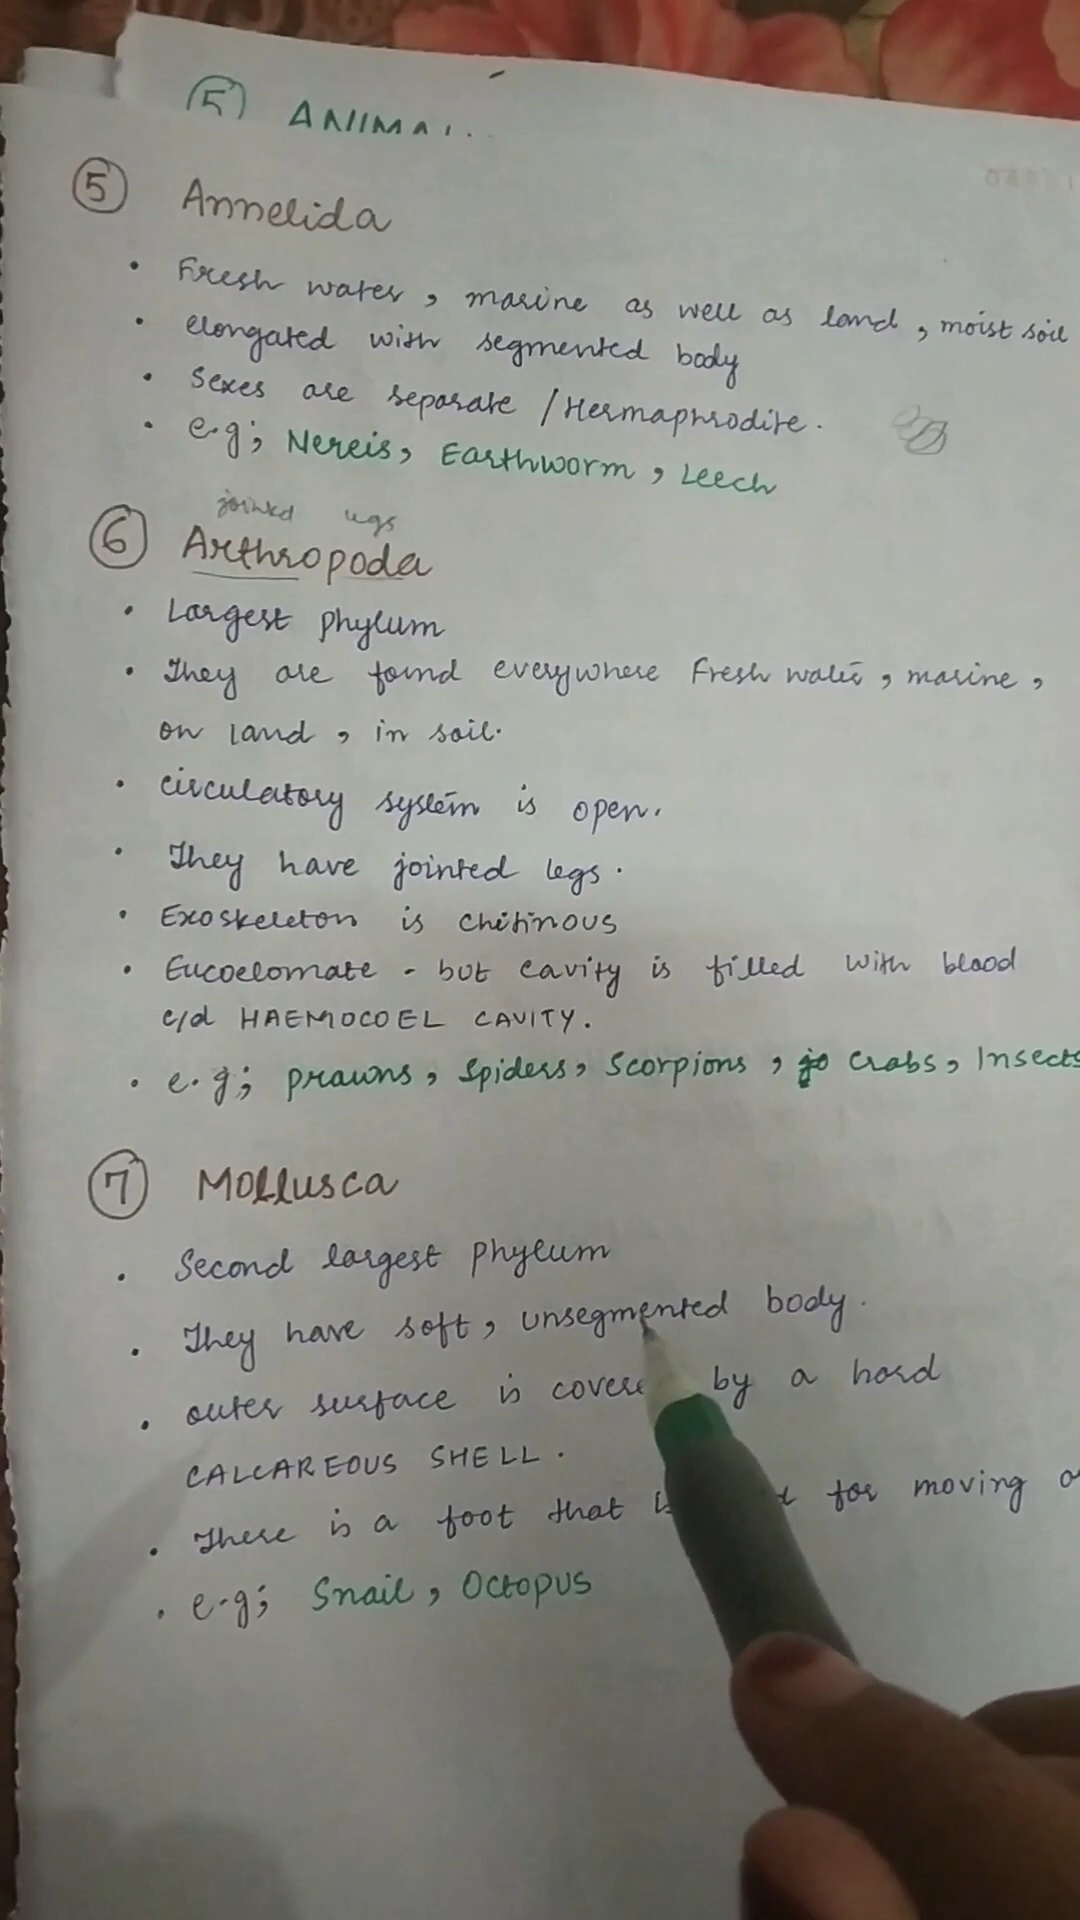 5 ANIMAL
5 Annelida
• Fresh water, marine as well as land, moist soil
• elongated with segmented body
• Sexes are separate /Hermaphrodite.
• e.g; Nereis, Earthworm, Leech
jointed legs
6 Arthropoda
• Largest phylum
• They are found everywhere Fresh water, marine,
on land, in soil.
• circulatory system is open.
• They have jointed legs.
• Exoskeleton is chitinous
• Eucoelomate - but cavity is filled with blood
c/d HAEMOCOEL CAVITY.
• e.g; prawns, Spiders, Scorpions, crabs, Insects
7 Mollusca
• Second largest phylum
• They have soft, unsegmented body.
• outer surface is covere by a hard
CALCAREOUS SHELL.
• There is a foot that is for moving
• e.g; Snail, Octopus